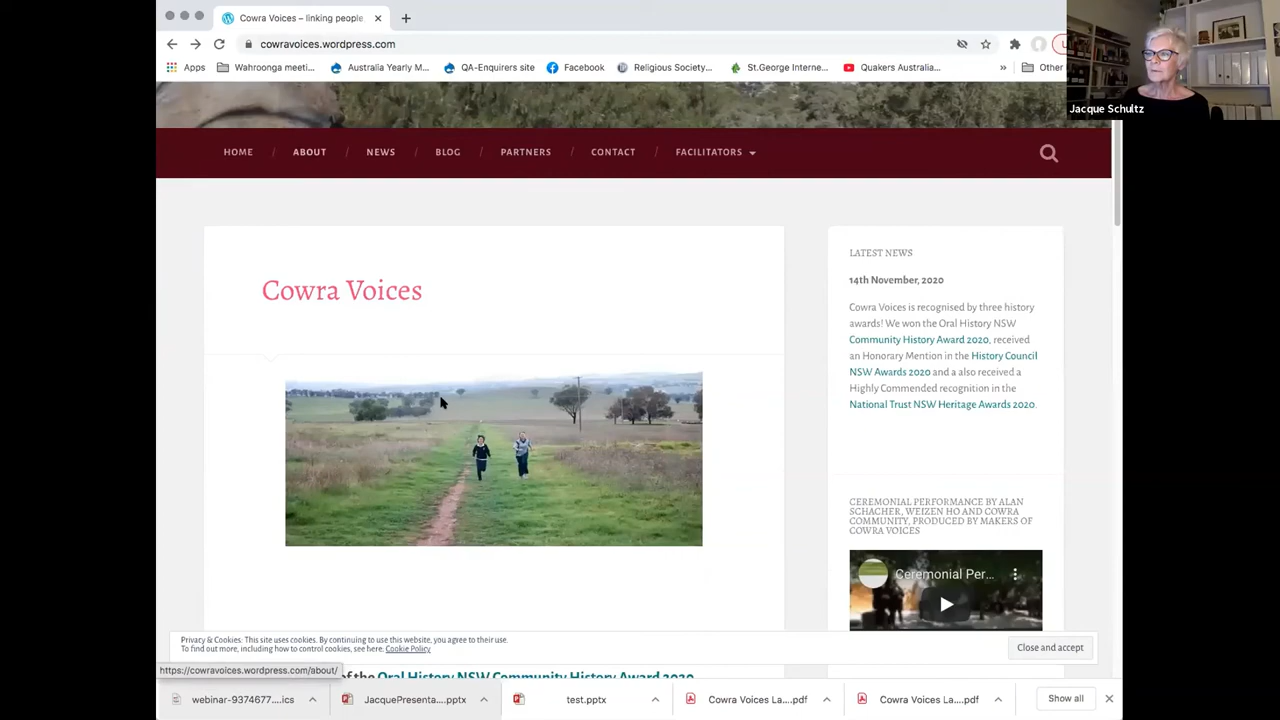 Cowra Voices – linking people
cowravoices.wordpress.com
Apps
Wahroonga meeti...
Australia Yearly M...
QA-Enquirers site
Facebook
Religious Society...
St.George Interne...
Quakers Australia...
»
Other
Jacque Schultz
HOME / ABOUT / NEWS / BLOG / PARTNERS / CONTACT / FACILITATORS
Cowra Voices
LATEST NEWS
14th November, 2020
Cowra Voices is recognised by three history
awards! We won the Oral History NSW
Community History Award 2020, received
an Honorary Mention in the History Council
NSW Awards 2020 and a also received a
Highly Commended recognition in the
National Trust NSW Heritage Awards 2020.
CEREMONIAL PERFORMANCE BY ALAN
SCHACHER, WEIZEN HO AND COWRA
COMMUNITY, PRODUCED BY MAKERS OF
COWRA VOICES
Ceremonial Per...
Privacy & Cookies: This site uses cookies. By continuing to use this website, you agree to their use.
To find out more, including how to control cookies, see here: Cookie Policy
Close and accept
https://cowravoices.wordpress.com/about/
of the Oral History NSW Community History Award 2020
webinar-9374677....ics
JacquePresenta....pptx
test.pptx
Cowra Voices La....pdf
Cowra Voices La....pdf
Show all